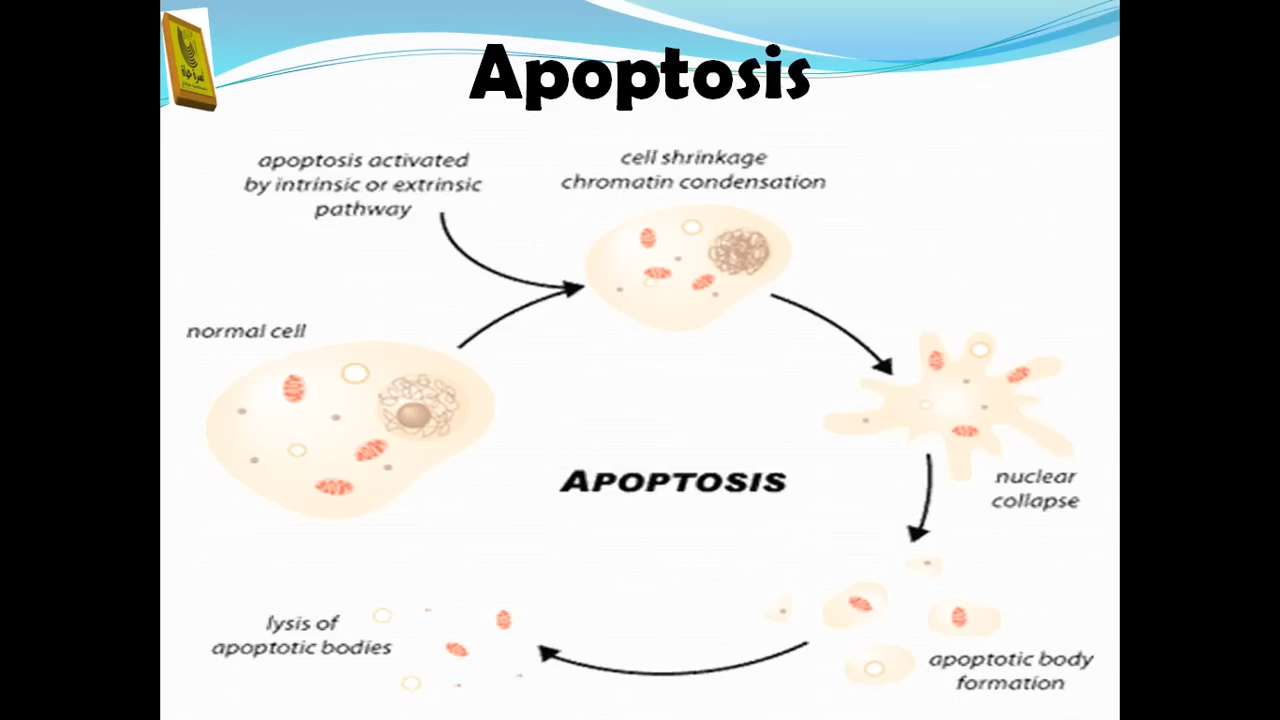 Apoptosis
apoptosis activated
by intrinsic or extrinsic
pathway
cell shrinkage
chromatin condensation
normal cell
APOPTOSIS
nuclear
collapse
lysis of
apoptotic bodies
apoptotic body
formation